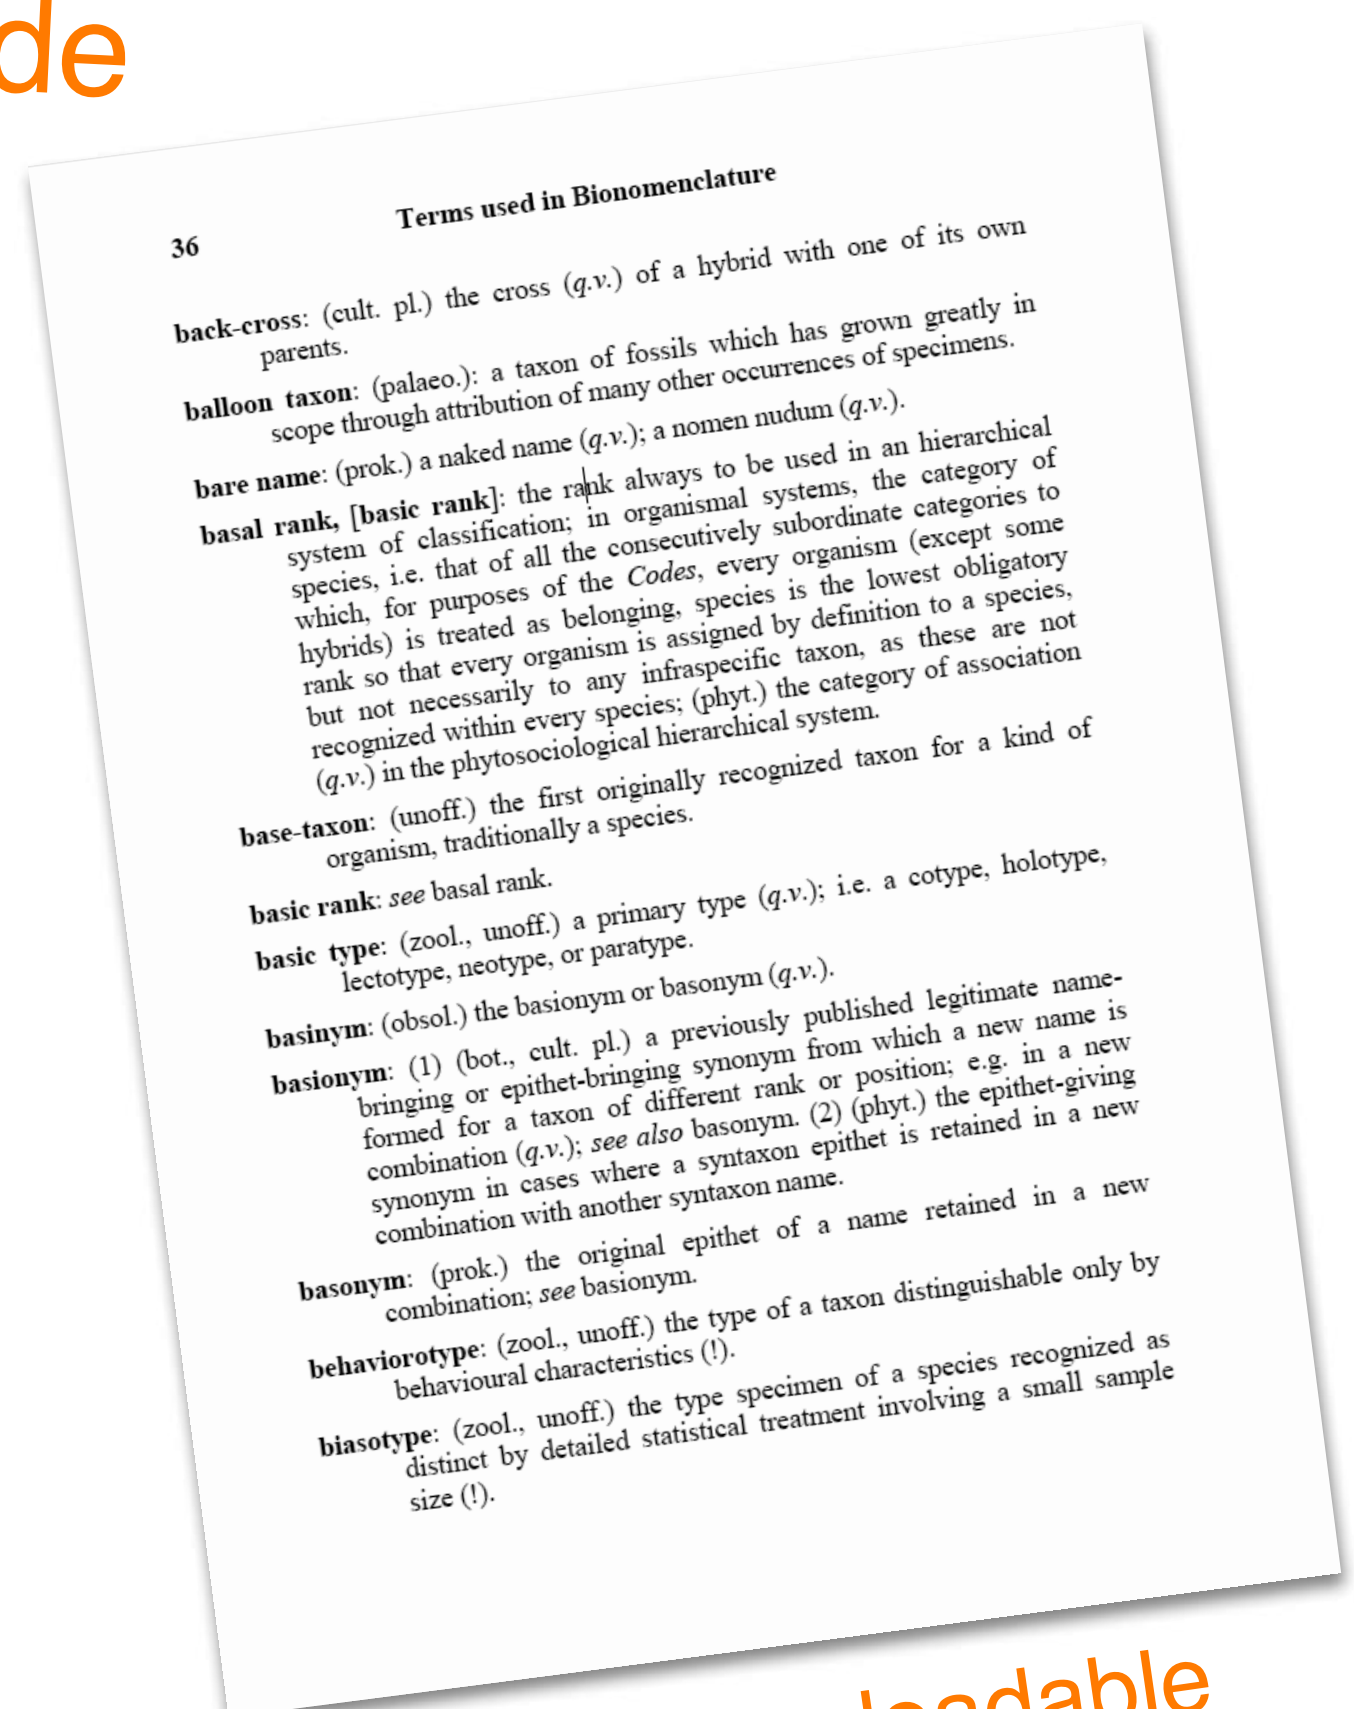 de
36
Terms used in Bionomenclature
back-cross: (cult. pl.) the cross (q.v.) of a hybrid with one of its own
parents.
balloon taxon: (palaeo.): a taxon of fossils which has grown greatly in
scope through attribution of many other occurrences of specimens.
bare name: (prok.) a naked name (q.v.); a nomen nudum (q.v.).
basal rank, [basic rank]: the rank always to be used in an hierarchical
system of classification; in organismal systems, the category of
species, i.e. that of all the consecutively subordinate categories to
which, for purposes of the Codes, every organism (except some
hybrids) is treated as belonging, species is the lowest obligatory
rank so that every organism is assigned by definition to a species,
but not necessarily to any infraspecific taxon, as these are not
recognized within every species; (phyt.) the category of association
(q.v.) in the phytosociological hierarchical system.
base-taxon: (unoff.) the first originally recognized taxon for a kind of
organism, traditionally a species.
basic rank: see basal rank.
basic type: (zool., unoff.) a primary type (q.v.); i.e. a cotype, holotype,
lectotype, neotype, or paratype.
basinym: (obsol.) the basionym or basonym (q.v.).
basionym: (1) (bot., cult. pl.) a previously published legitimate name-
bringing or epithet-bringing synonym from which a new name is
formed for a taxon of different rank or position; e.g. in a new
combination (q.v.); see also basonym. (2) (phyt.) the epithet-giving
synonym in cases where a syntaxon epithet is retained in a new
combination with another syntaxon name.
basonym: (prok.) the original epithet of a name retained in a new
combination; see basionym.
behaviorotype: (zool., unoff.) the type of a taxon distinguishable only by
behavioural characteristics (!).
biasotype: (zool., unoff.) the type specimen of a species recognized as
distinct by detailed statistical treatment involving a small sample
size (!).
loadable